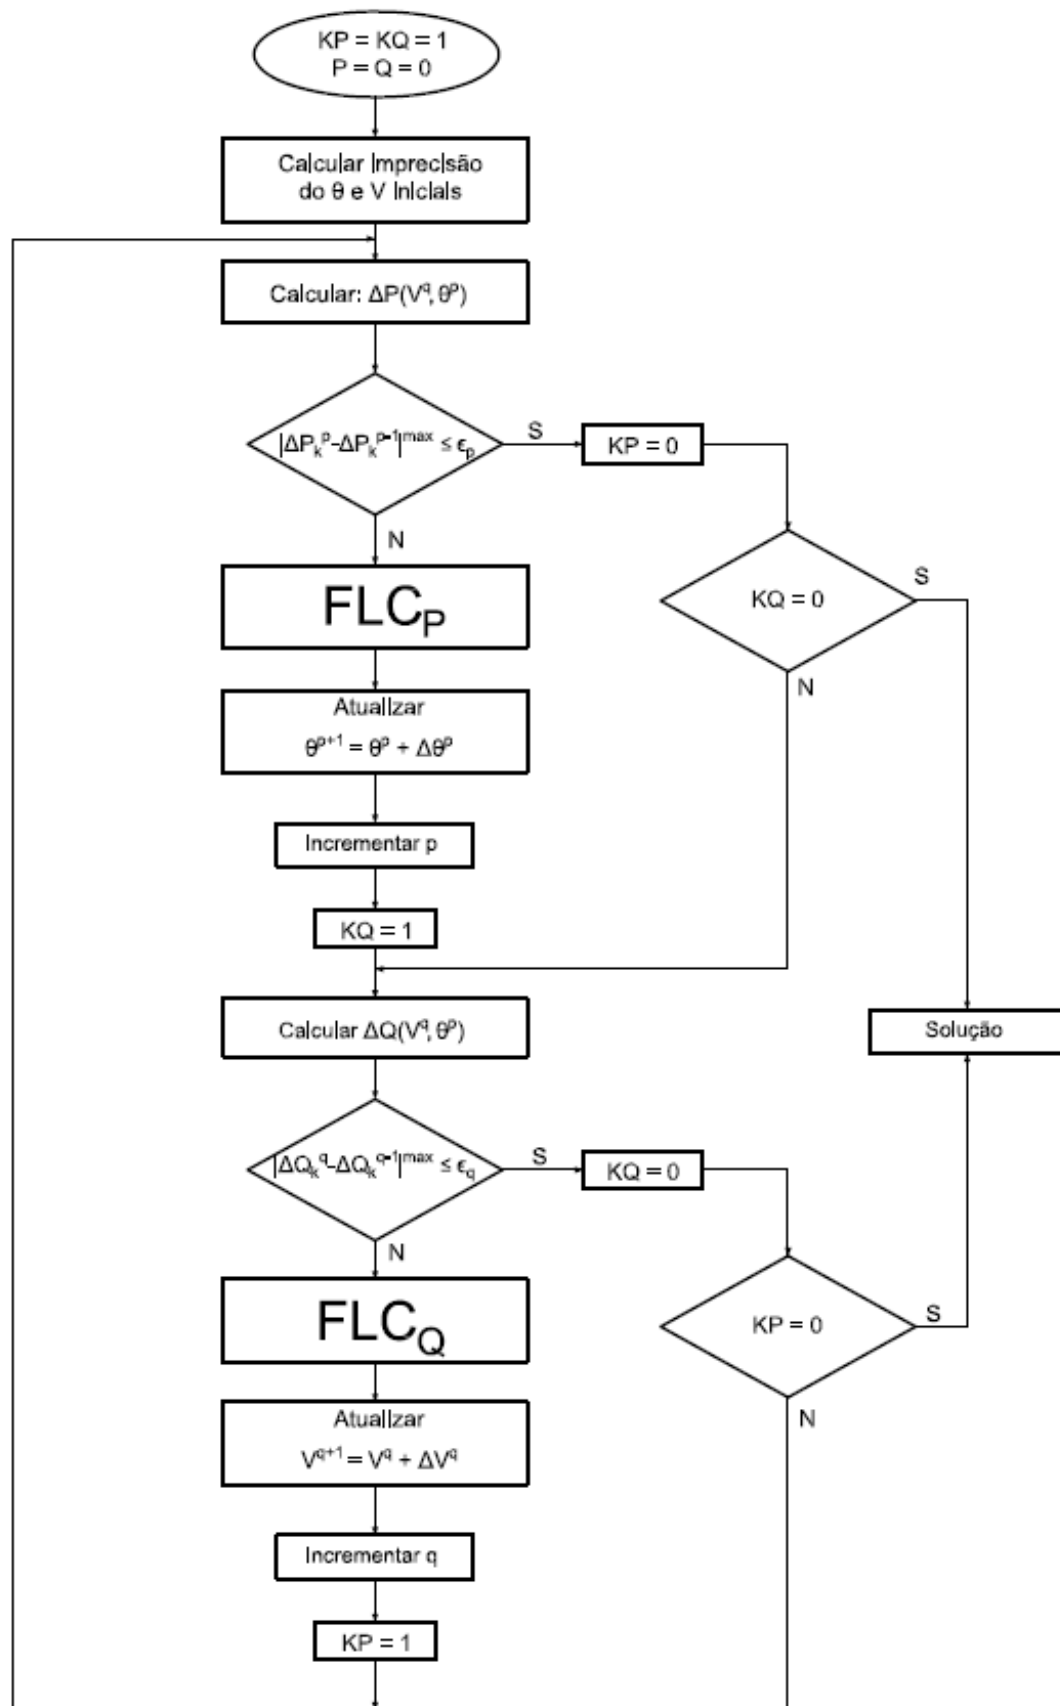 KP = KQ = 1
P = Q = 0
Calcular Imprecisão
do θ e V Iniciais
Calcular: ΔP(V^q, θ^p)
|ΔP_k^p-ΔP_k^p-1|^max ≤ ϵ_p
S
KP = 0
N
KQ = 0
S
N
FLC_P
Atualizar
θ^p+1 = θ^p + Δθ^p
Incrementar p
KQ = 1
Calcular ΔQ(V^q, θ^p)
Solução
|ΔQ_k^q-ΔQ_k^q-1|^max ≤ ϵ_q
S
KQ = 0
N
KP = 0
S
N
FLC_Q
Atualizar
V^q+1 = V^q + ΔV^q
Incrementar q
KP = 1